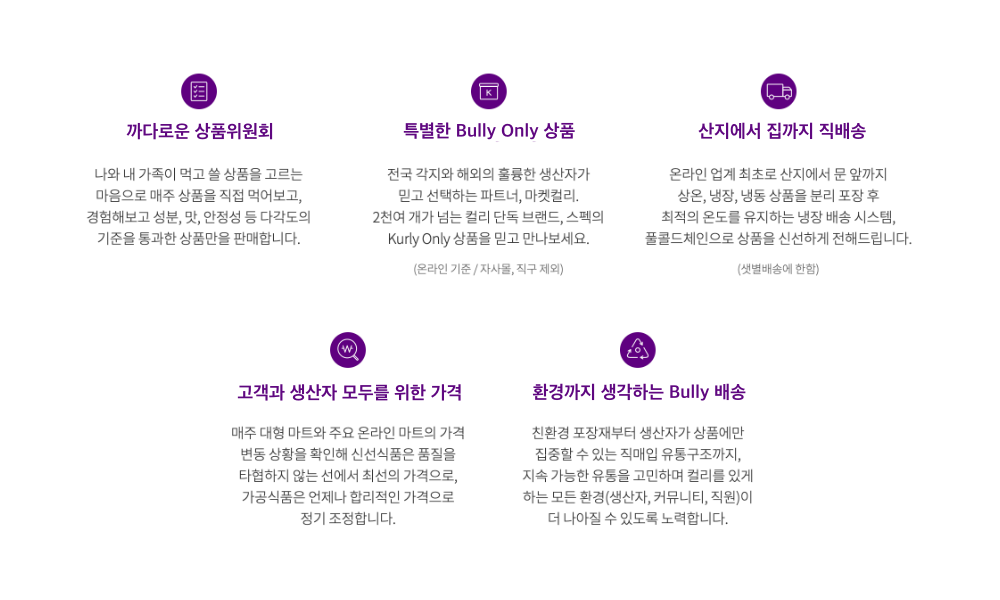 까다로운 상품위원회
나와 내 가족이 먹고 쓸 상품을 고르는
마음으로 매주 상품을 직접 먹어보고,
경험해보고 성분, 맛, 안정성 등 다각도의
기준을 통과한 상품만을 판매합니다.
K
특별한 Bully Only 상품
전국 각지와 해외의 훌륭한 생산자가
믿고 선택하는 파트너, 마켓컬리.
2천여 개가 넘는 컬리 단독 브랜드, 스펙의
Kurly Only 상품을 믿고 만나보세요.
(온라인 기준 / 자사몰, 직구 제외)
산지에서 집까지 직배송
온라인 업계 최초로 산지에서 문 앞까지
상온, 냉장, 냉동 상품을 분리 포장 후
최적의 온도를 유지하는 냉장 배송 시스템,
풀콜드체인으로 상품을 신선하게 전해드립니다.
(샛별배송에 한함)
₩
고객과 생산자 모두를 위한 가격
매주 대형 마트와 주요 온라인 마트의 가격
변동 상황을 확인해 신선식품은 품질을
타협하지 않는 선에서 최선의 가격으로,
가공식품은 언제나 합리적인 가격으로
정기 조정합니다.
환경까지 생각하는 Bully 배송
친환경 포장재부터 생산자가 상품에만
집중할 수 있는 직매입 유통구조까지,
지속 가능한 유통을 고민하며 컬리를 있게
하는 모든 환경(생산자, 커뮤니티, 직원)이
더 나아질 수 있도록 노력합니다.